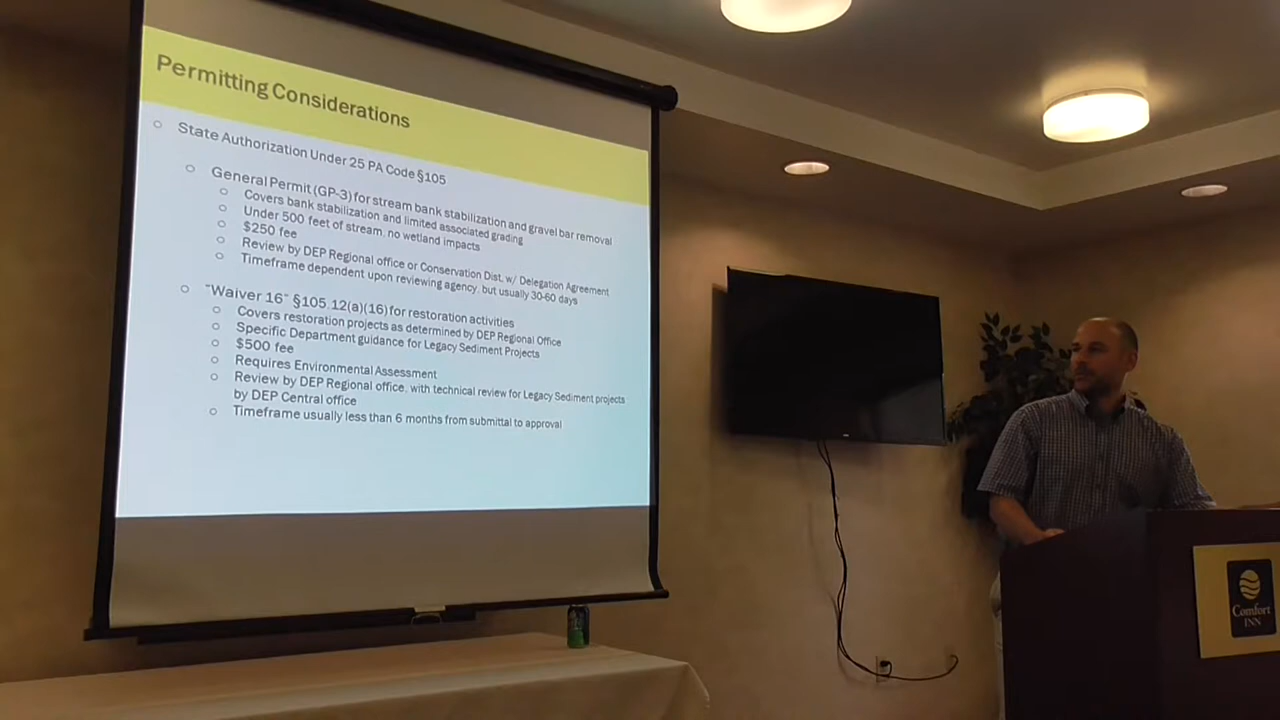 Permitting Considerations
State Authorization Under 25 PA Code §105
General Permit (GP-3) for stream bank stabilization and gravel bar removal
Covers bank stabilization and limited associated grading
Under 500 feet of stream, no wetland impacts
$250 fee
Review by DEP Regional office or Conservation Dist. w/ Delegation Agreement
Timeframe dependent upon reviewing agency, but usually 30-60 days
"Waiver 16" §105.12(a)(16) for restoration activities
Covers restoration projects as determined by DEP Regional Office
Specific Department guidance for Legacy Sediment Projects
$500 fee
Requires Environmental Assessment
Review by DEP Regional office, with technical review for Legacy Sediment projects
by DEP Central office
Timeframe usually less than 6 months from submittal to approval
Comfort
INN